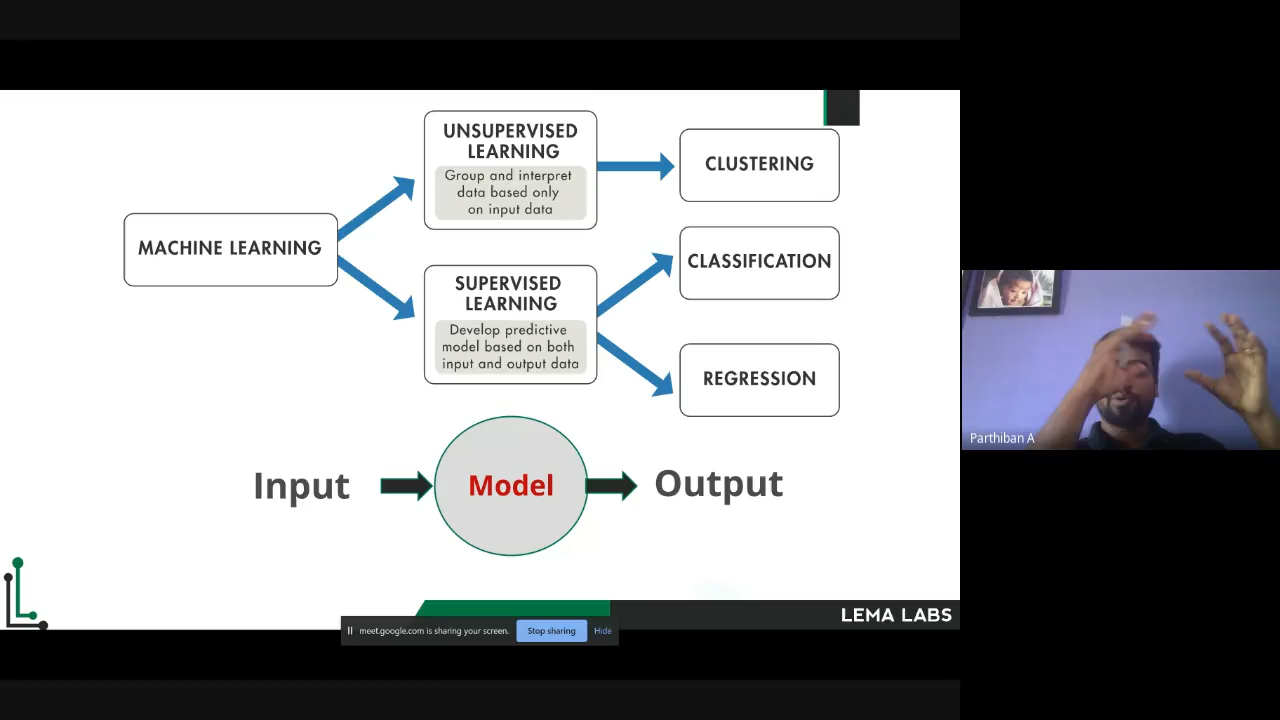 UNSUPERVISED
LEARNING
Group and interpret
data based only
on input data
CLUSTERING
MACHINE LEARNING
CLASSIFICATION
SUPERVISED
LEARNING
Develop predictive
model based on both
input and output data
REGRESSION
Input
Model
Output
LEMA LABS
meet.google.com is sharing your screen.
Stop sharing
Hide
Parthiban A